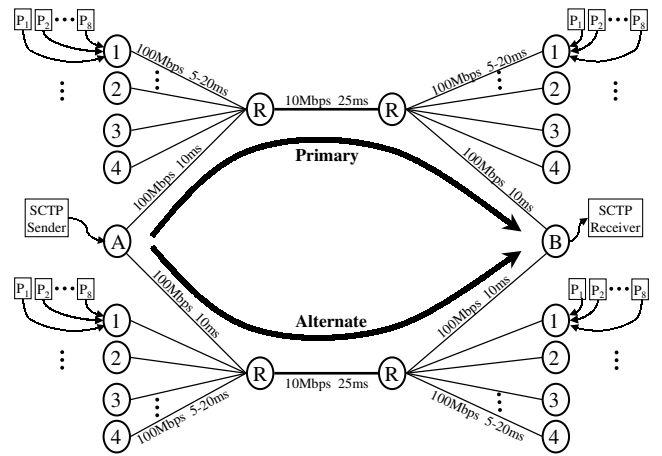 P1 P2 ••• P8
P1 P2 ••• P8
1
100Mbps 5-20ms
100Mbps 5-20ms
1
2
2
R
10Mbps 25ms
R
3
3
4
4
Primary
100Mbps 10ms
100Mbps 10ms
SCTP
Sender
A
B
SCTP
Receiver
100Mbps 10ms
100Mbps 10ms
P1 P2 ••• P8
P1 P2 ••• P8
Alternate
1
1
2
2
R
10Mbps 25ms
R
3
3
100Mbps 5-20ms
100Mbps 5-20ms
4
4